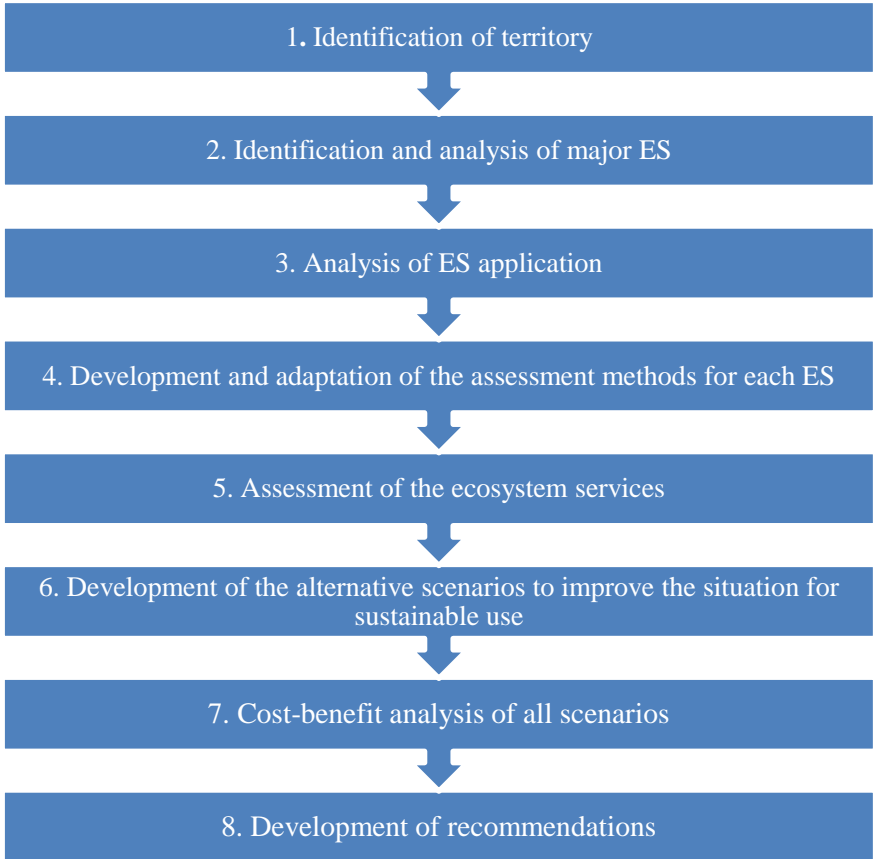 1. Identification of territory
2. Identification and analysis of major ES
3. Analysis of ES application
4. Development and adaptation of the assessment methods for each ES
5. Assessment of the ecosystem services
6. Development of the alternative scenarios to improve the situation for
sustainable use
7. Cost-benefit analysis of all scenarios
8. Development of recommendations